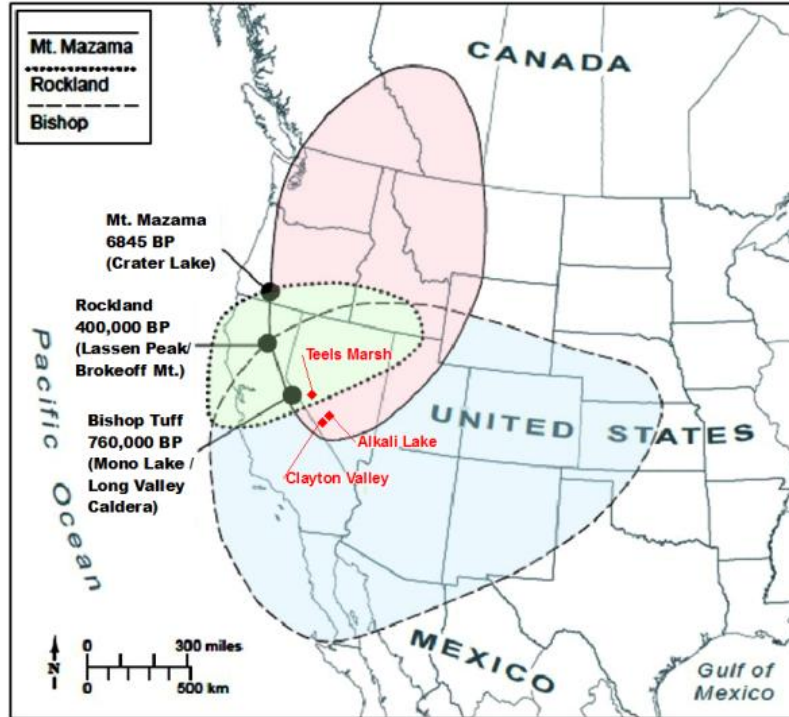 Mt. Mazama
Rockland
Bishop
CANADA
Mt. Mazama
6845 BP
(Crater Lake)
Rockland
400,000 BP
(Lassen Peak/
Brokeoff Mt.)
Teels Marsh
Bishop Tuff
760,000 BP
(Mono Lake /
Long Valley
Caldera)
UNITED STATES
Alkali Lake
Clayton Valley
Pacific Ocean
MEXICO
Gulf of
Mexico
N
0 300 miles
0 500 km